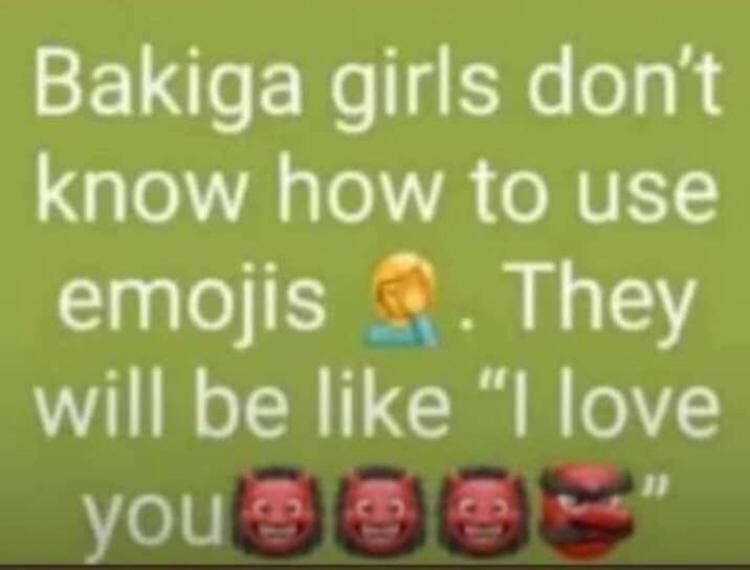 Bakiga girls don't
know how to use
emojis 🤦. They
will be like “I love
you👹👹👹👺”